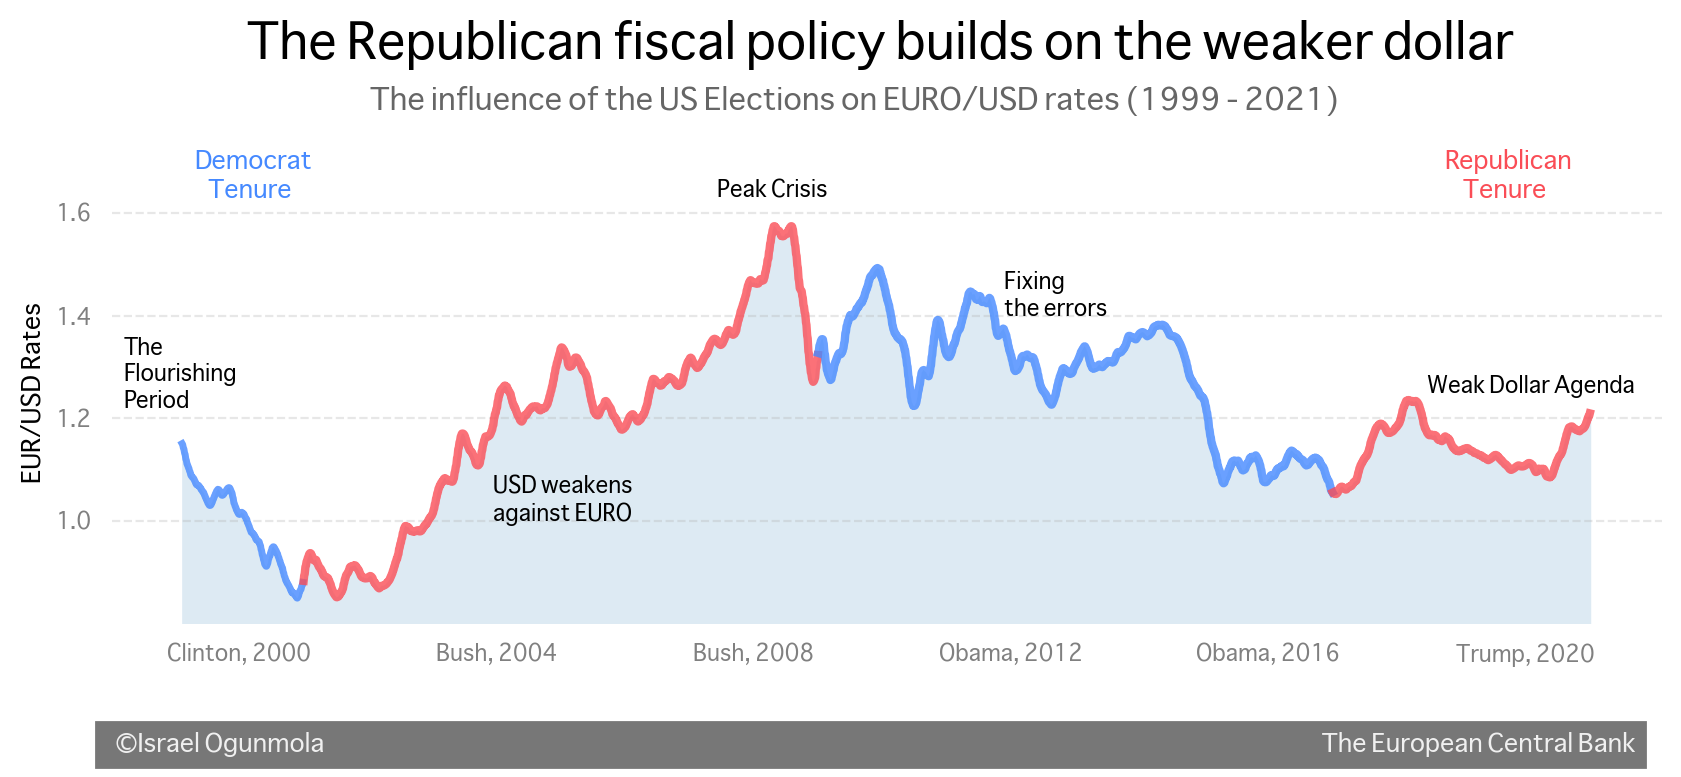 The Republican fiscal policy builds on the weaker dollar
The influence of the US Elections on EURO/USD rates (1999 - 2021)
Democrat
Tenure
Republican
Tenure
Peak Crisis
1.6
Fixing
the errors
1.4
The
Flourishing
Period
Weak Dollar Agenda
1.2
EUR/USD Rates
USD weakens
against EURO
1.0
Clinton, 2000
Bush, 2004
Bush, 2008
Obama, 2012
Obama, 2016
Trump, 2020
©Israel Ogunmola
The European Central Bank